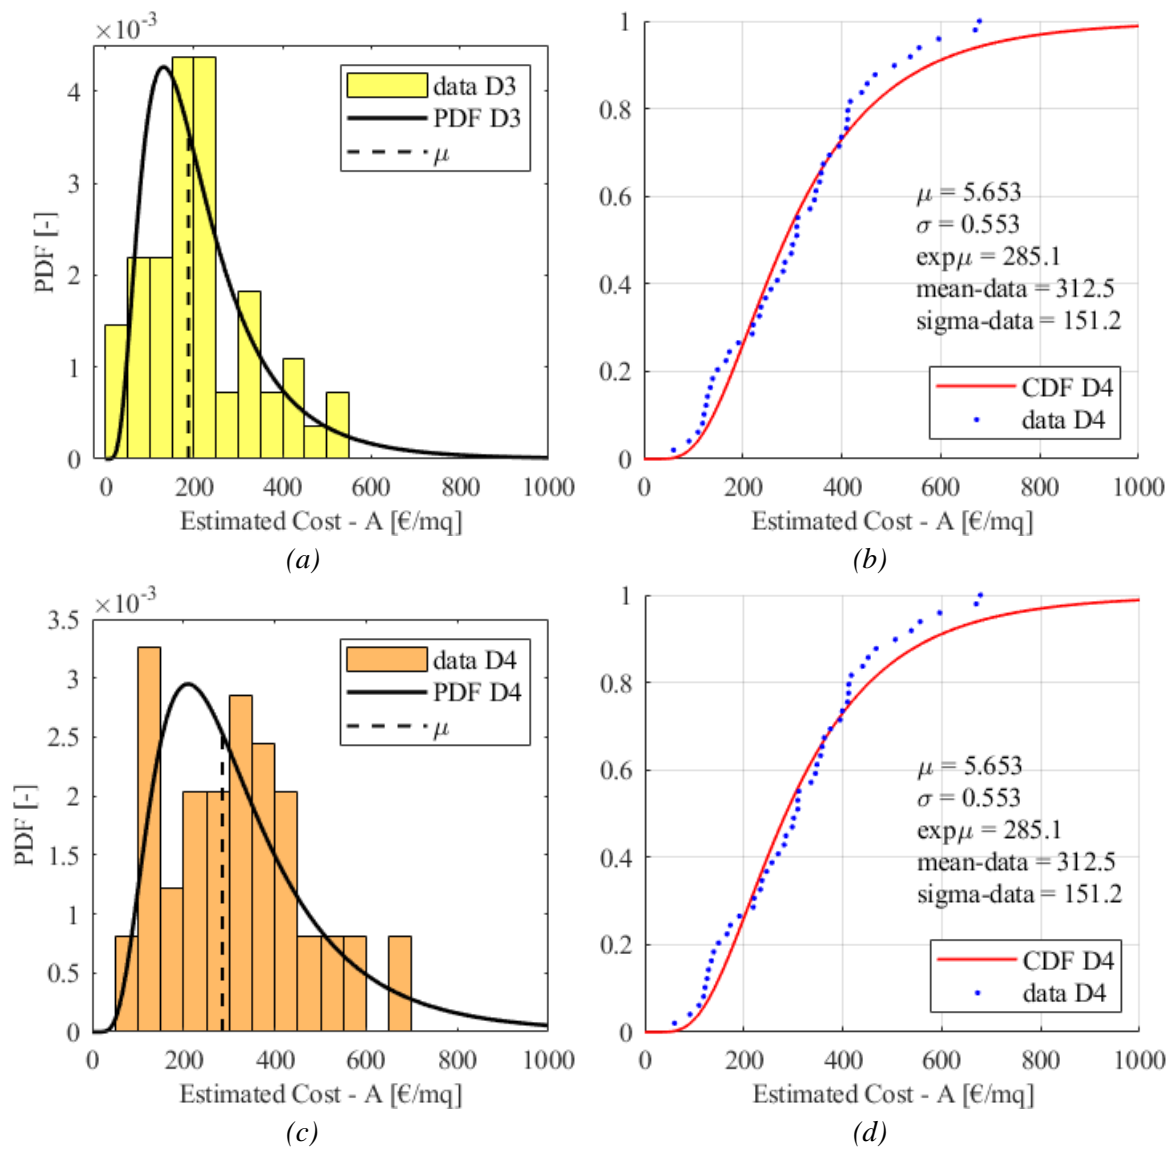 ×10⁻³
4
3
2
1
0
PDF [-]
data D3
PDF D3
μ
0 200 400 600 800 1000
Estimated Cost - A [€/mq]
(a)
1
0.8
0.6
0.4
0.2
0
μ = 5.653
σ = 0.553
expμ = 285.1
mean-data = 312.5
sigma-data = 151.2
CDF D4
data D4
0 200 400 600 800 1000
Estimated Cost - A [€/mq]
(b)
×10⁻³
3.5
3
2.5
2
1.5
1
0.5
0
PDF [-]
data D4
PDF D4
μ
0 200 400 600 800 1000
Estimated Cost - A [€/mq]
(c)
1
0.8
0.6
0.4
0.2
0
μ = 5.653
σ = 0.553
expμ = 285.1
mean-data = 312.5
sigma-data = 151.2
CDF D4
data D4
0 200 400 600 800 1000
Estimated Cost - A [€/mq]
(d)